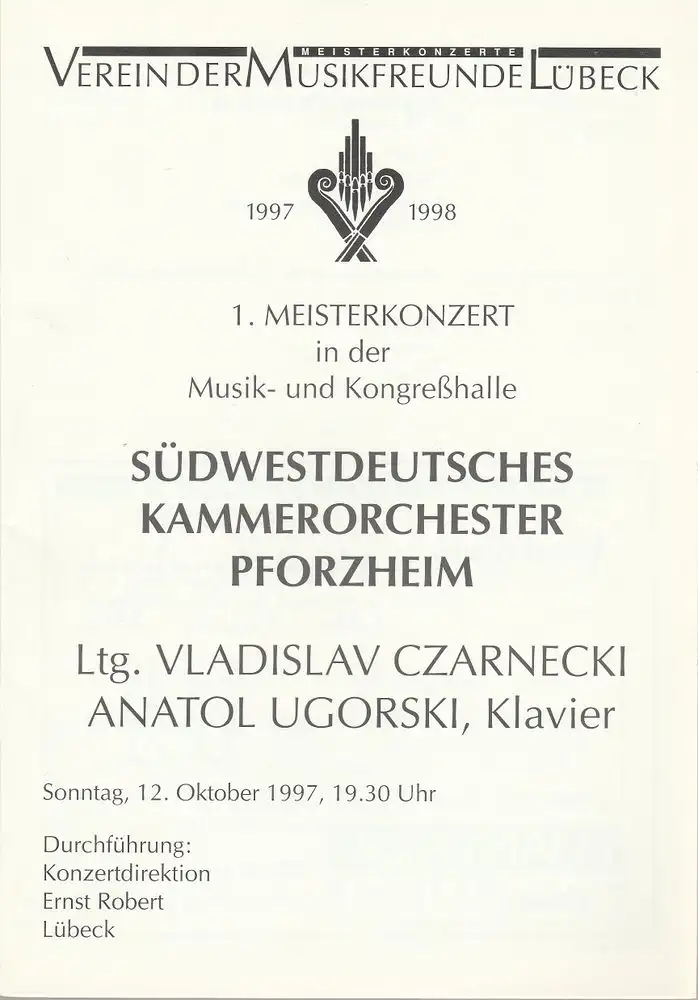 MEISTERKONZERTE
VEREIN DER MUSIKFREUNDE LÜBECK
1997 1998
1. MEISTERKONZERT
in der
Musik- und Kongreßhalle
SÜDWESTDEUTSCHES
KAMMERORCHESTER
PFORZHEIM
Ltg. VLADISLAV CZARNECKI
ANATOL UGORSKI, Klavier
Sonntag, 12. Oktober 1997, 19.30 Uhr
Durchführung:
Konzertdirektion
Ernst Robert
Lübeck